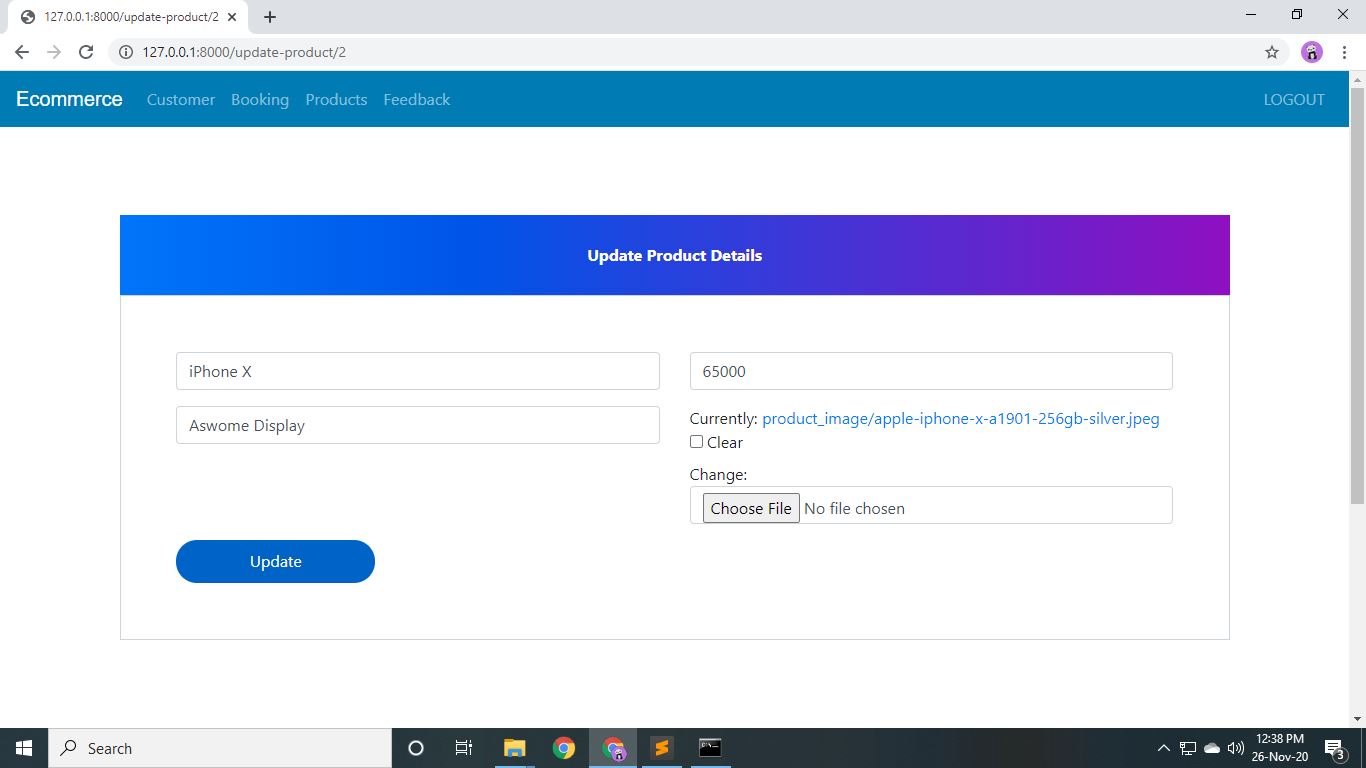 127.0.0.1:8000/update-product/2
127.0.0.1:8000/update-product/2
Ecommerce Customer Booking Products Feedback LOGOUT
Update Product Details
iPhone X
65000
Aswome Display
Currently: product_image/apple-iphone-x-a1901-256gb-silver.jpeg
Clear
Change:
Choose File No file chosen
Update
Search
12:38 PM
26-Nov-20
3